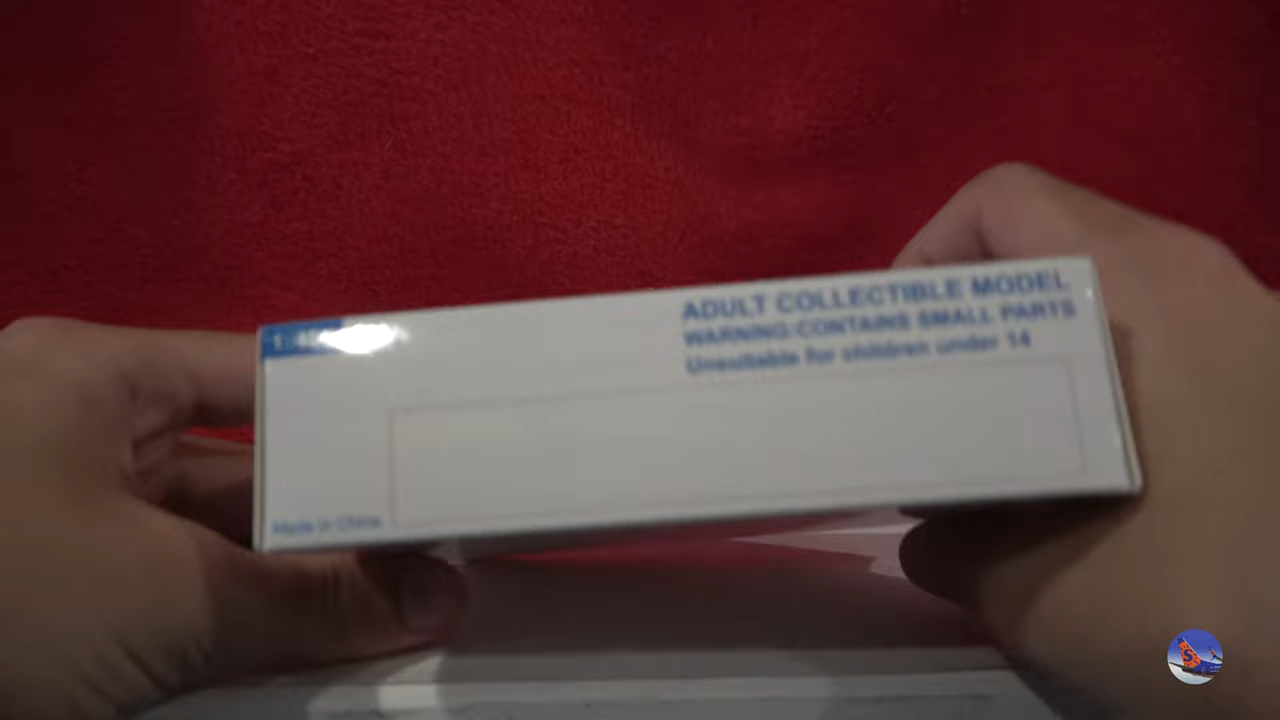 ADULT COLLECTIBLE MODEL
WARNING:CONTAINS SMALL PARTS
Unsuitable for children under 14
Made in China